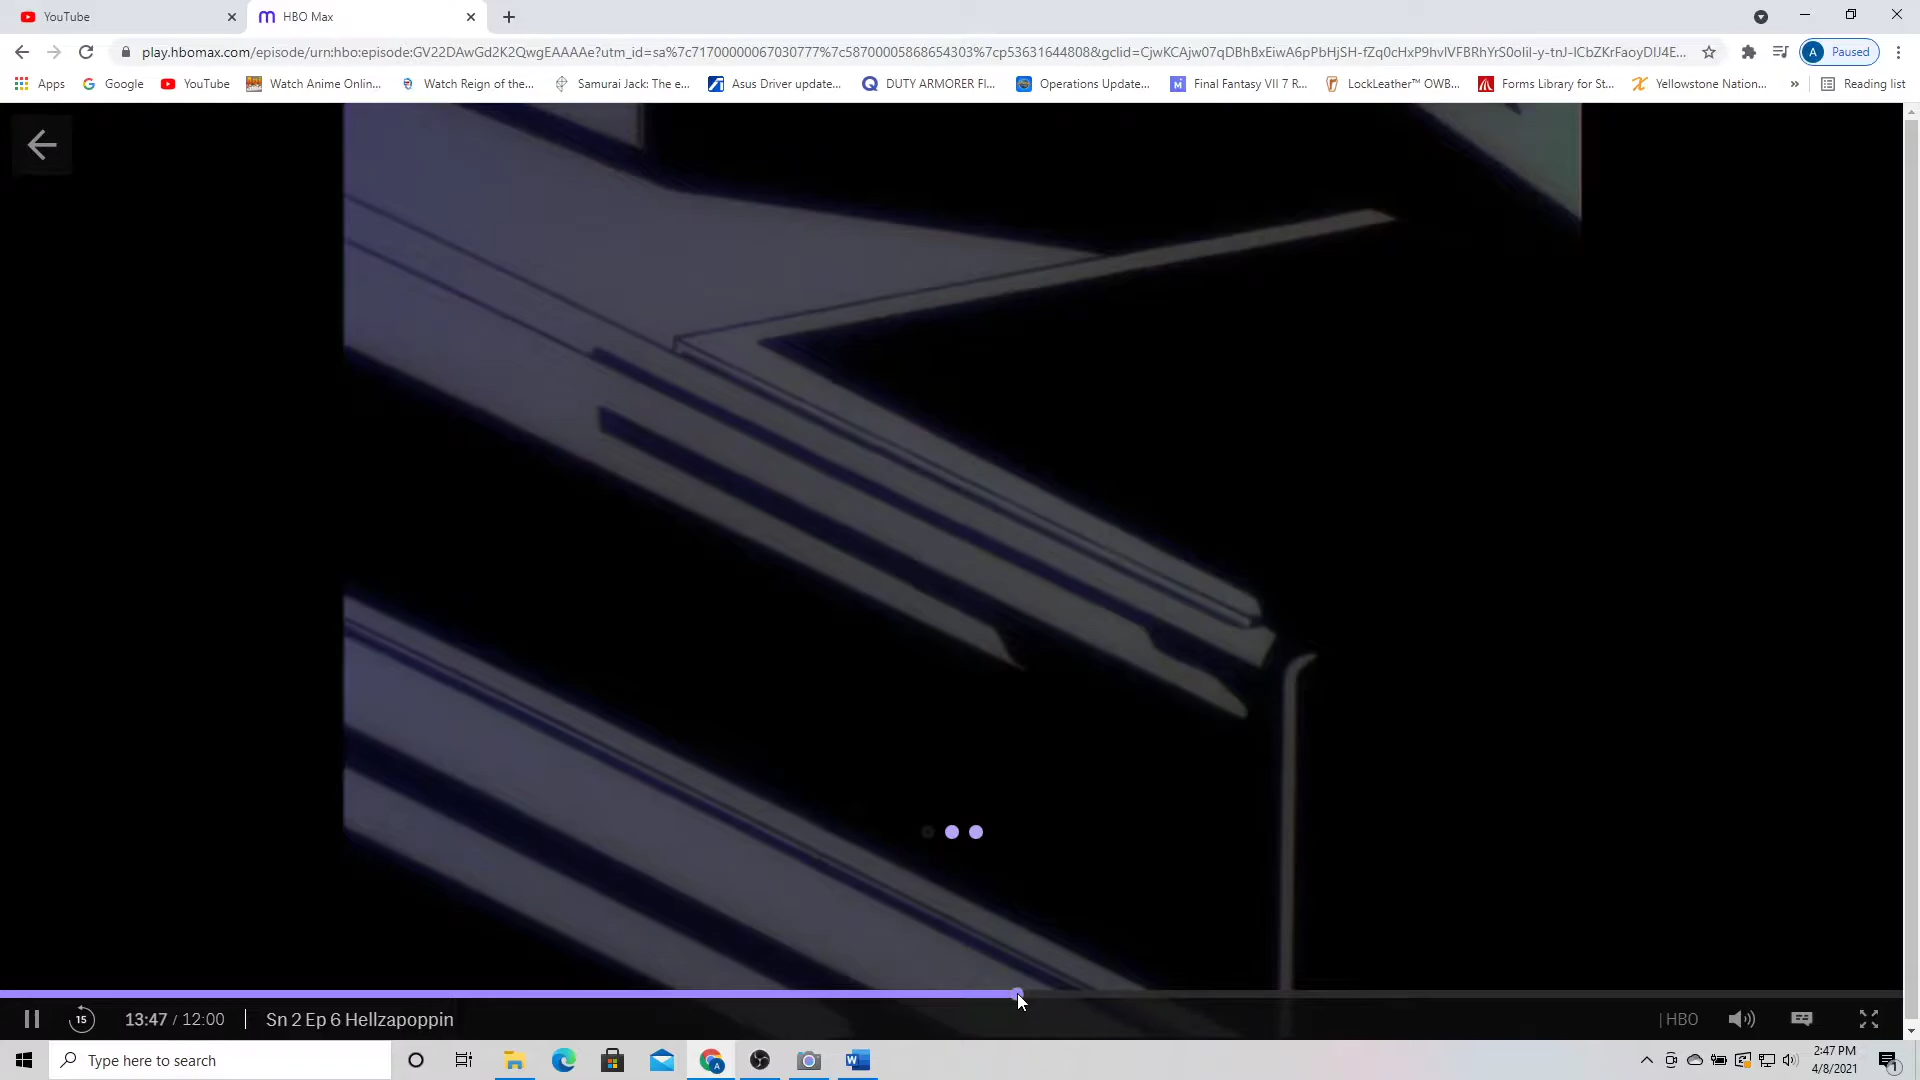 YouTube
HBO Max
play.hbomax.com/episode/urn:hbo:episode:GV22DAwGd2K2QwgEAAAAe?utm_id=sa%7c71700000067030777%7c58700005868654303%7cp53631644808&gclid=CjwKCAjw07qDBhBxEiwA6pPbHjSH-fZq0cHxP9hvIVFBRhYrS0oliI-y-tnJ-ICbZKrFaoyDIJ4E...
A Paused
Apps Google YouTube Watch Anime Onlin... Watch Reign of the... Samurai Jack: The e... Asus Driver update... DUTY ARMORER Fl... Operations Update... Final Fantasy VII 7 R... LockLeather™ OWB... Forms Library for St... Yellowstone Nation... » Reading list
15 13:47 / 12:00 Sn 2 Ep 6 Hellzapoppin | HBO
Type here to search
2:47 PM
4/8/2021
1